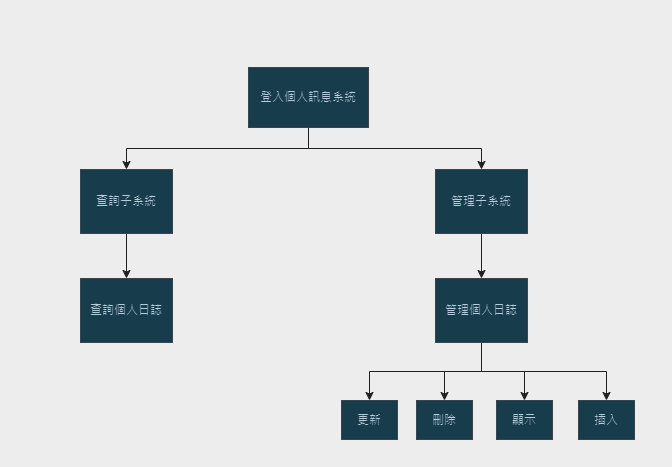 登入個人訊息系統
查詢子系統
管理子系統
查詢個人日誌
管理個人日誌
更新
刪除
顯示
插入